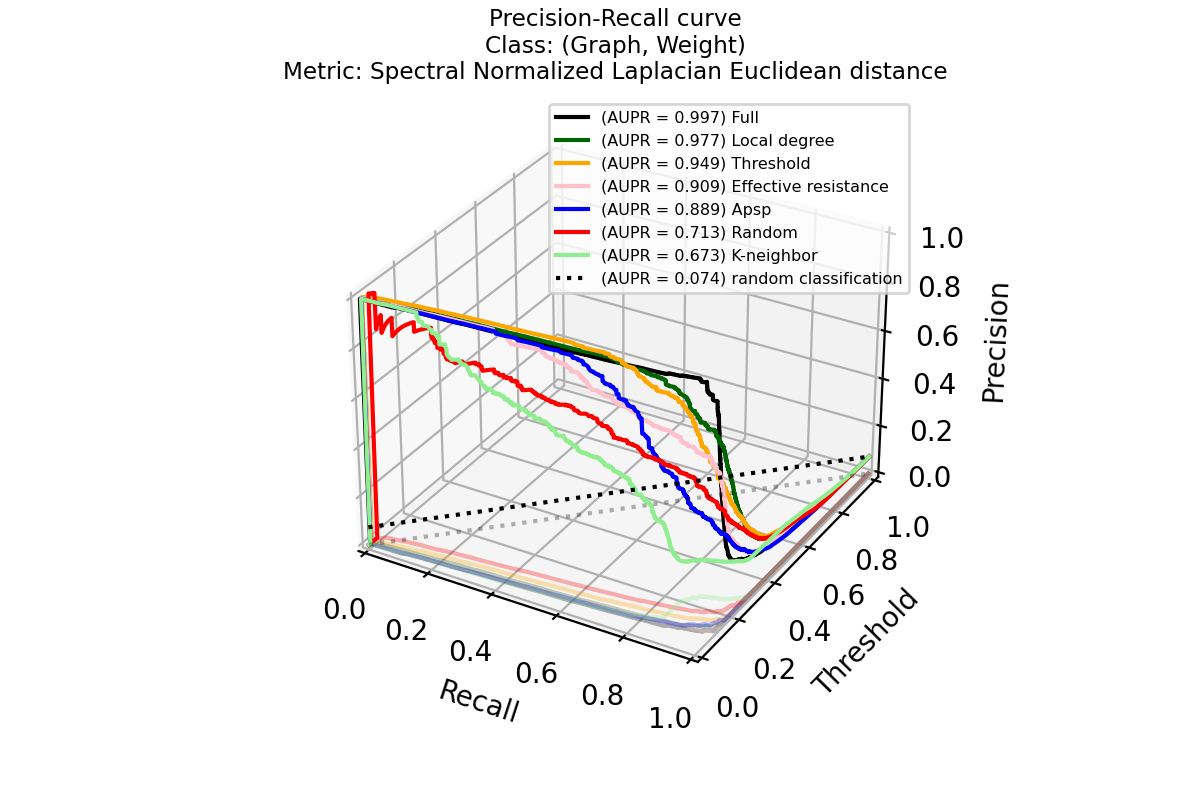 Precision-Recall curve
Class: (Graph, Weight)
Metric: Spectral Normalized Laplacian Euclidean distance
(AUPR = 0.997) Full
(AUPR = 0.977) Local degree
(AUPR = 0.949) Threshold
(AUPR = 0.909) Effective resistance
(AUPR = 0.889) Apsp
(AUPR = 0.713) Random
(AUPR = 0.673) K-neighbor
(AUPR = 0.074) random classification
1.0
0.8
0.6
0.4
0.2
0.0
Precision
1.0
0.8
0.6
0.4
0.2
0.0
Threshold
0.0
0.2
0.4
0.6
0.8
1.0
Recall